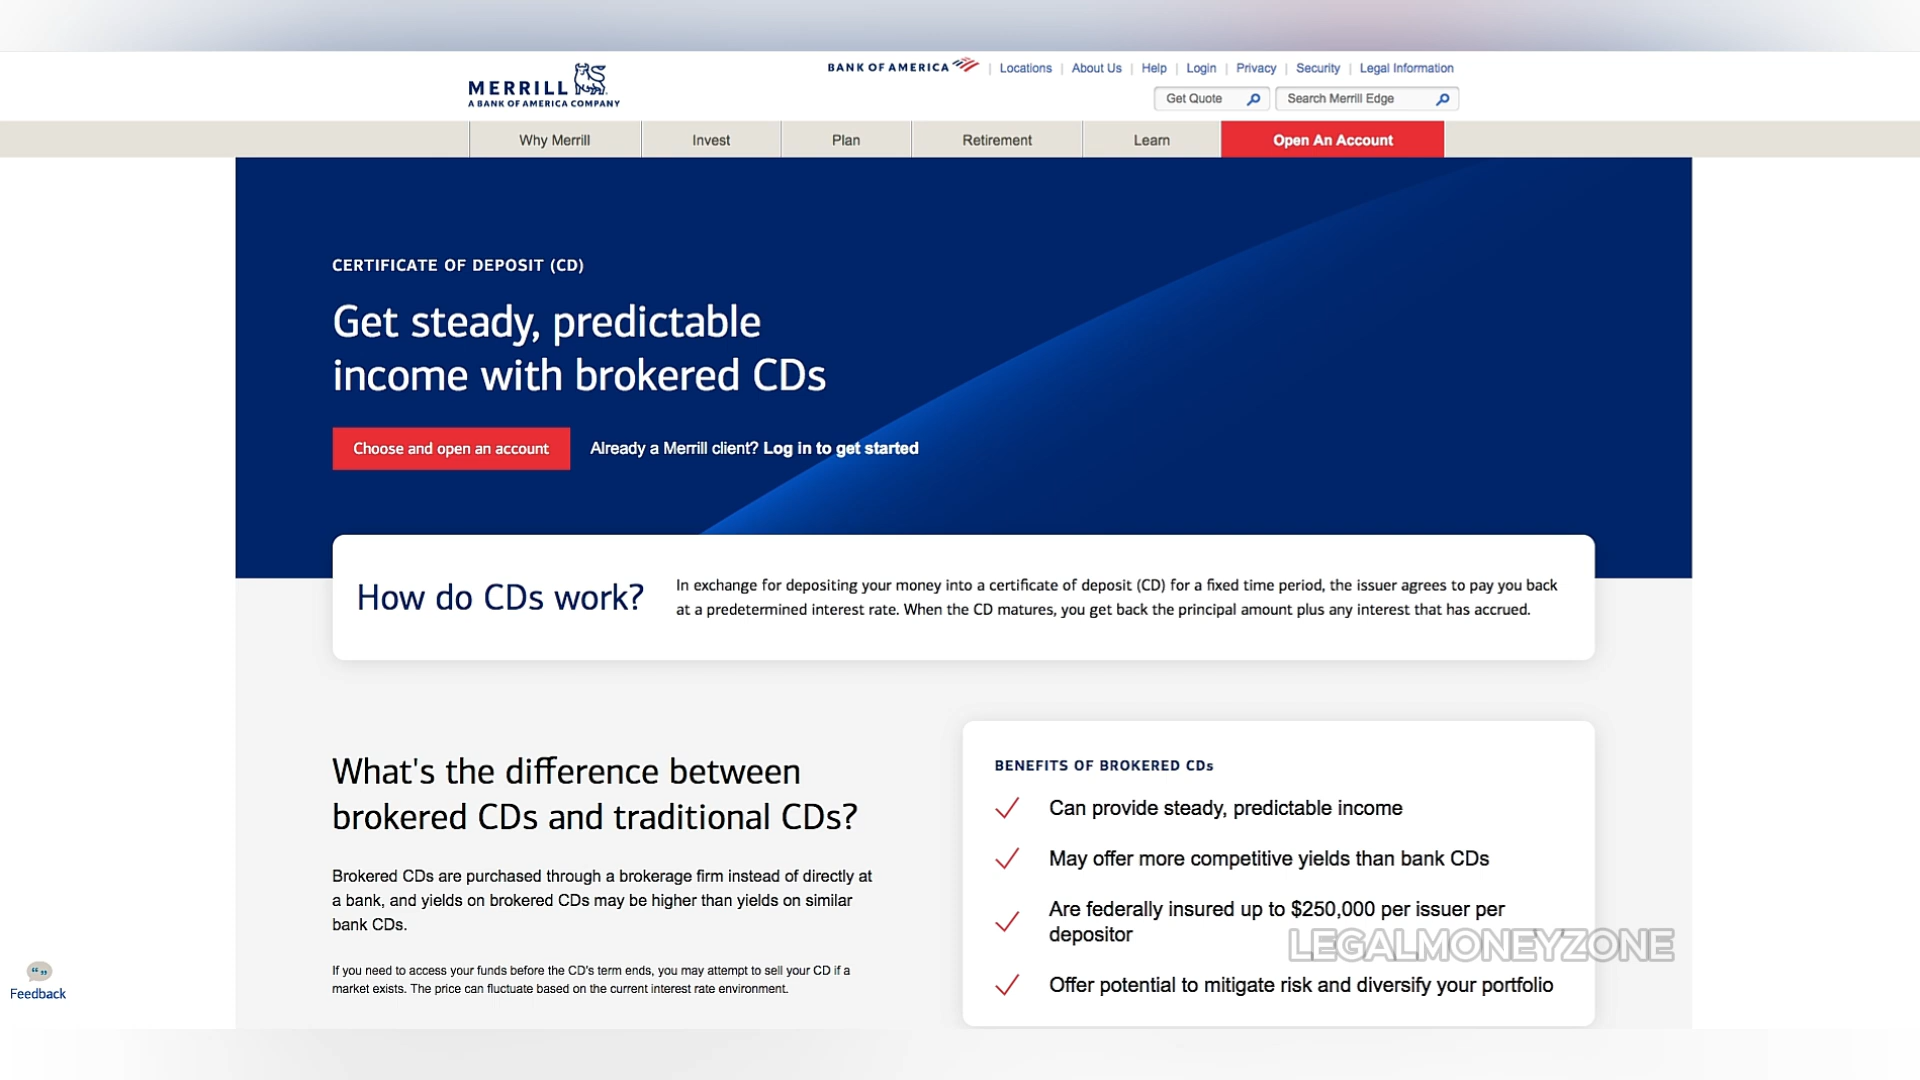 MERRILL
A BANK OF AMERICA COMPANY
BANK OF AMERICA | Locations | About Us | Help | Login | Privacy | Security | Legal Information
Get Quote Search Merrill Edge
Why Merrill Invest Plan Retirement Learn Open An Account
CERTIFICATE OF DEPOSIT (CD)
Get steady, predictable
income with brokered CDs
Choose and open an account Already a Merrill client? Log in to get started
How do CDs work?
In exchange for depositing your money into a certificate of deposit (CD) for a fixed time period, the issuer agrees to pay you back
at a predetermined interest rate. When the CD matures, you get back the principal amount plus any interest that has accrued.
What's the difference between
brokered CDs and traditional CDs?
Brokered CDs are purchased through a brokerage firm instead of directly at
a bank, and yields on brokered CDs may be higher than yields on similar
bank CDs.
If you need to access your funds before the CD's term ends, you may attempt to sell your CD if a
market exists. The price can fluctuate based on the current interest rate environment.
BENEFITS OF BROKERED CDs
Can provide steady, predictable income
May offer more competitive yields than bank CDs
Are federally insured up to $250,000 per issuer per
depositor
Offer potential to mitigate risk and diversify your portfolio
LEGALMONEYZONE
Feedback